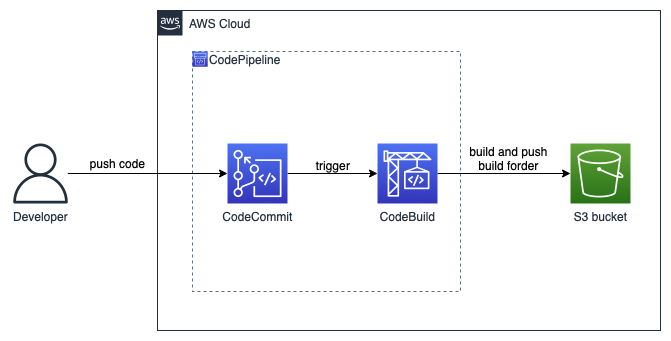 aws
AWS Cloud
CodePipeline
push code
trigger
build and push
build forder
Developer
CodeCommit
CodeBuild
S3 bucket